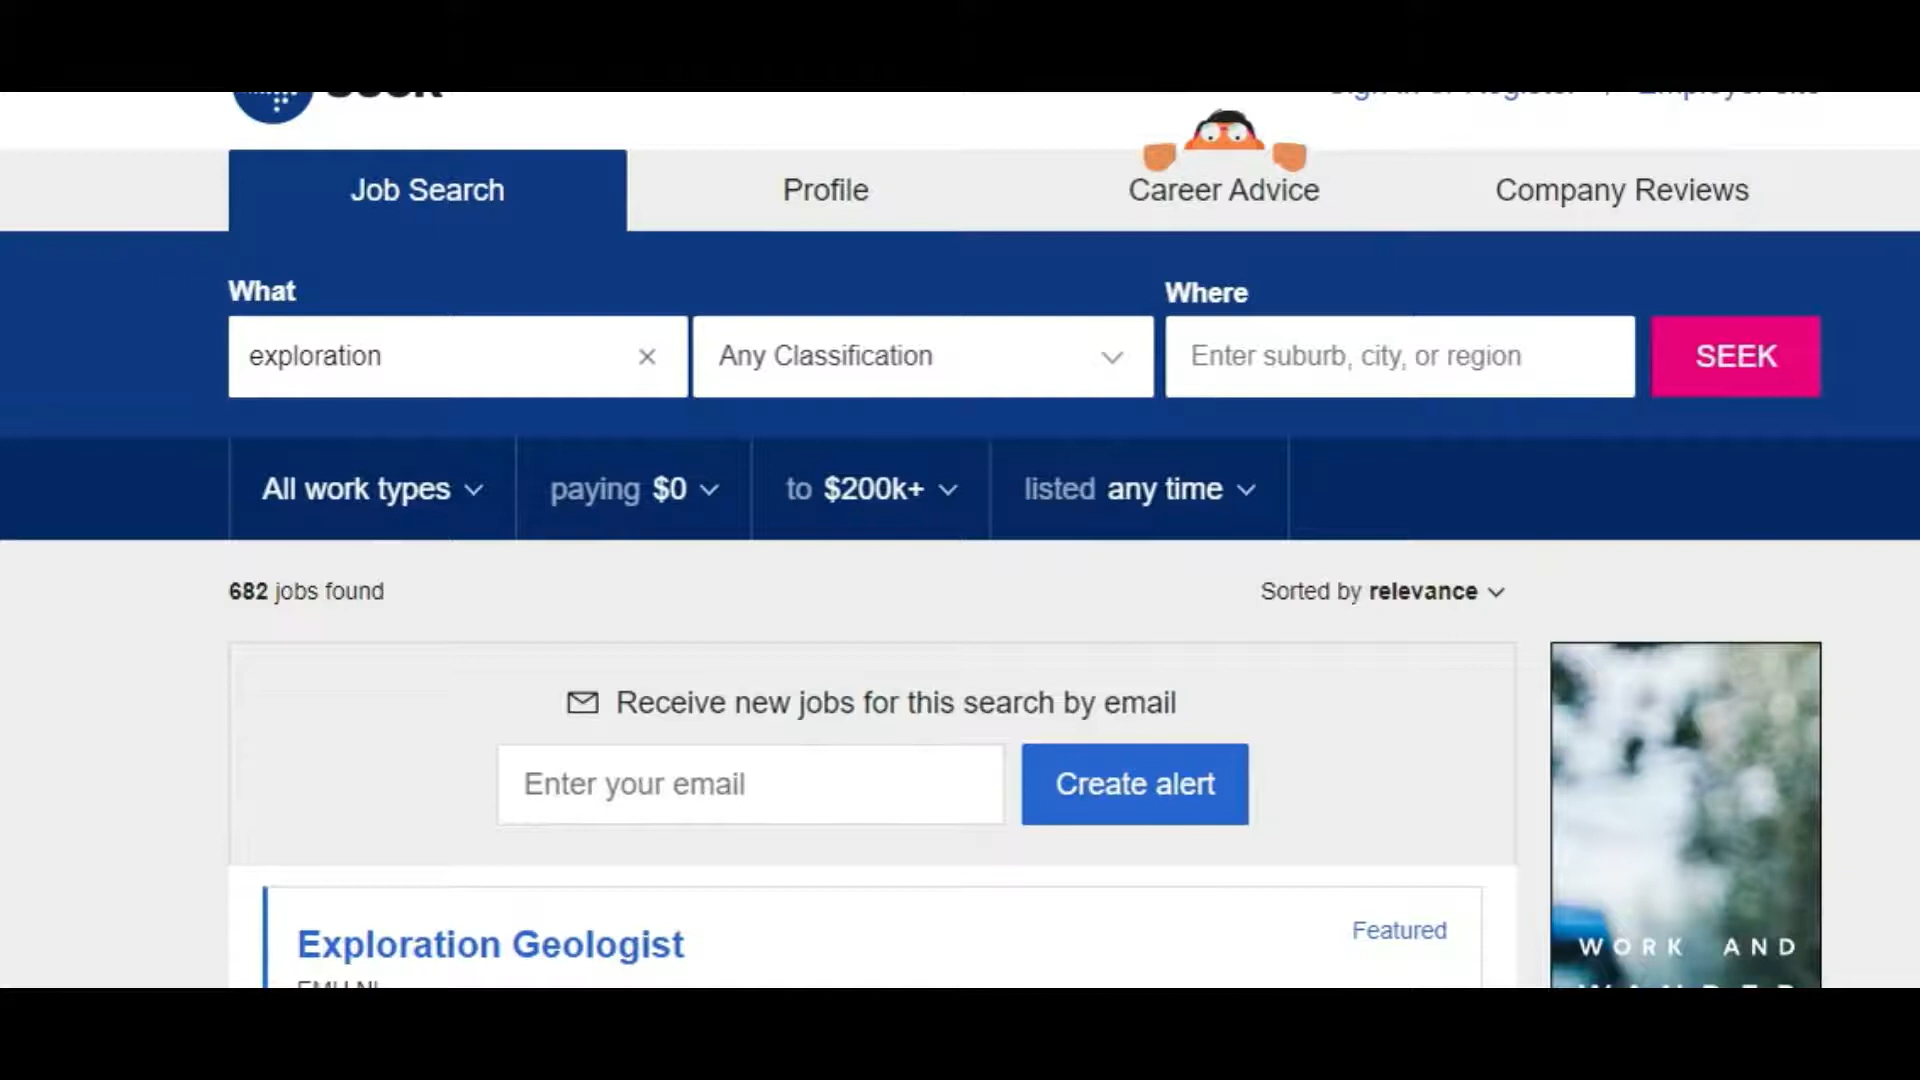 Job Search
Profile
Career Advice
Company Reviews
What
Where
exploration
Any Classification
Enter suburb, city, or region
SEEK
All work types
paying $0
to $200k+
listed any time
682 jobs found
Sorted by relevance
Receive new jobs for this search by email
Enter your email
Create alert
Exploration Geologist
Featured
WORK AND